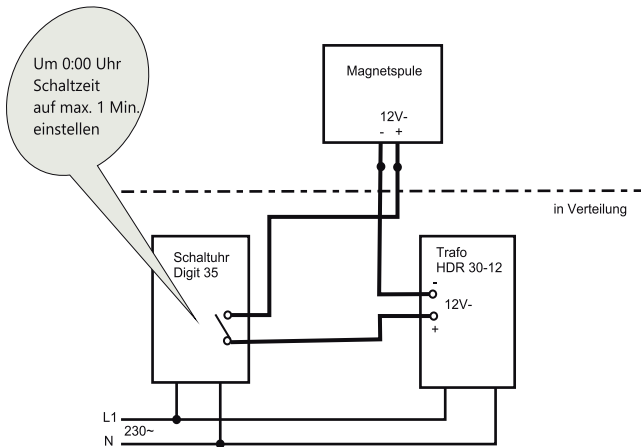 Um 0:00 Uhr
Schaltzeit
auf max. 1 Min.
einstellen
Magnetspule
12V-
- +
in Verteilung
Schaltuhr
Digit 35
Trafo
HDR 30-12
-
12V-
+
L1
230~
N